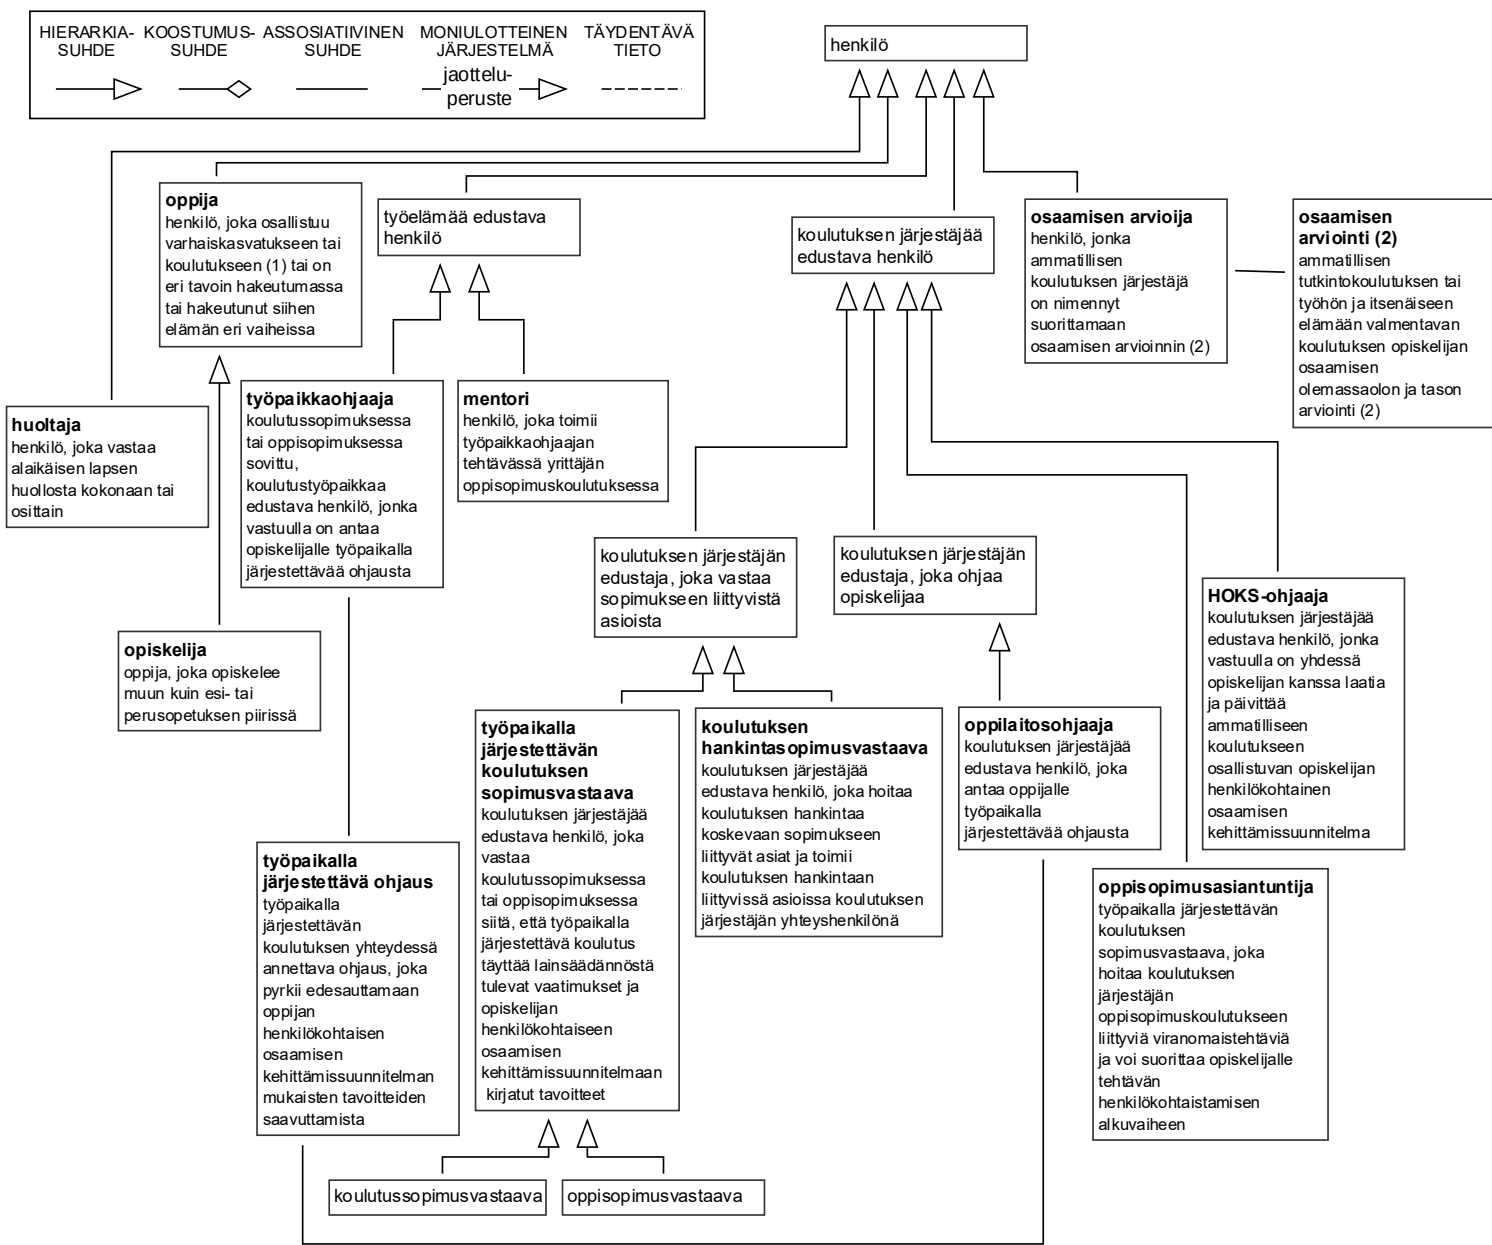 HIERARKIA-
SUHDE
KOOSTUMUS-
SUHDE
ASSOSIATIIVINEN
SUHDE
MONIULOTTEINEN
JÄRJESTELMÄ
jaottelu-
peruste
TÄYDENTÄVÄ
TIETO
henkilö
oppija
henkilö, joka osallistuu
varhaiskasvatukseen tai
koulutukseen (1) tai on
eri tavoin hakeutumassa
tai hakeutunut siihen
elämän eri vaiheissa
työelämää edustava
henkilö
koulutuksen järjestäjää
edustava henkilö
osaamisen arvioija
henkilö, jonka
ammatillisen
koulutuksen järjestäjä
on nimennyt
suorittamaan
osaamisen arvioinnin (2)
osaamisen
arviointi (2)
ammatillisen
tutkintokoulutuksen tai
työhön ja itsenäiseen
elämään valmentavan
koulutuksen opiskelijan
osaamisen
olemassaolon ja tason
arviointi (2)
huoltaja
henkilö, joka vastaa
alaikäisen lapsen
huollosta kokonaan tai
osittain
työpaikkaohjaaja
koulutussopimuksessa
tai oppisopimuksessa
sovittu,
koulutustyöpaikkaa
edustava henkilö, jonka
vastuulla on antaa
opiskelijalle työpaikalla
järjestettävää ohjausta
mentori
henkilö, joka toimii
työpaikkaohjaajan
tehtävässä yrittäjän
oppisopimuskoulutuksessa
koulutuksen järjestäjän
edustaja, joka vastaa
sopimukseen liittyvistä
asioista
koulutuksen järjestäjän
edustaja, joka ohjaa
opiskelijaa
HOKS-ohjaaja
koulutuksen järjestäjää
edustava henkilö, jonka
vastuulla on yhdessä
opiskelijan kanssa laatia
ja päivittää
ammatilliseen
koulutukseen
osallistuvan opiskelijan
henkilökohtainen
osaamisen
kehittämissuunnitelma
opiskelija
oppija, joka opiskelee
muun kuin esi- tai
perusopetuksen piirissä
työpaikalla
järjestettävän
koulutuksen
sopimusvastaava
koulutuksen järjestäjää
edustava henkilö, joka
vastaa
koulutussopimuksessa
tai oppisopimuksessa
siitä, että työpaikalla
järjestettävä koulutus
täyttää lainsäädännöstä
tulevat vaatimukset ja
opiskelijan
henkilökohtaiseen
osaamisen
kehittämissuunnitelmaan
kirjatut tavoitteet
koulutuksen
hankintasopimusvastaava
koulutuksen järjestäjää
edustava henkilö, joka hoitaa
koulutuksen hankintaa
koskevaan sopimukseen
liittyvät asiat ja toimii
koulutuksen hankintaan
liittyvissä asioissa koulutuksen
järjestäjän yhteyshenkilönä
oppilaitosohjaaja
koulutuksen järjestäjää
edustava henkilö, joka
antaa oppijalle
työpaikalla
järjestettävää ohjausta
työpaikalla
järjestettävä ohjaus
työpaikalla
järjestettävän
koulutuksen yhteydessä
annettava ohjaus, joka
pyrkii edesauttamaan
oppijan
henkilökohtaisen
osaamisen
kehittämissuunnitelman
mukaisten tavoitteiden
saavuttamista
oppisopimusasiantuntija
työpaikalla järjestettävän
koulutuksen
sopimusvastaava, joka
hoitaa koulutuksen
järjestäjän
oppisopimuskoulutukseen
liittyviä viranomaistehtäviä
ja voi suorittaa opiskelijalle
tehtävän
henkilökohtaistamisen
alkuvaiheen
koulutussopimusvastaava
oppisopimusvastaava